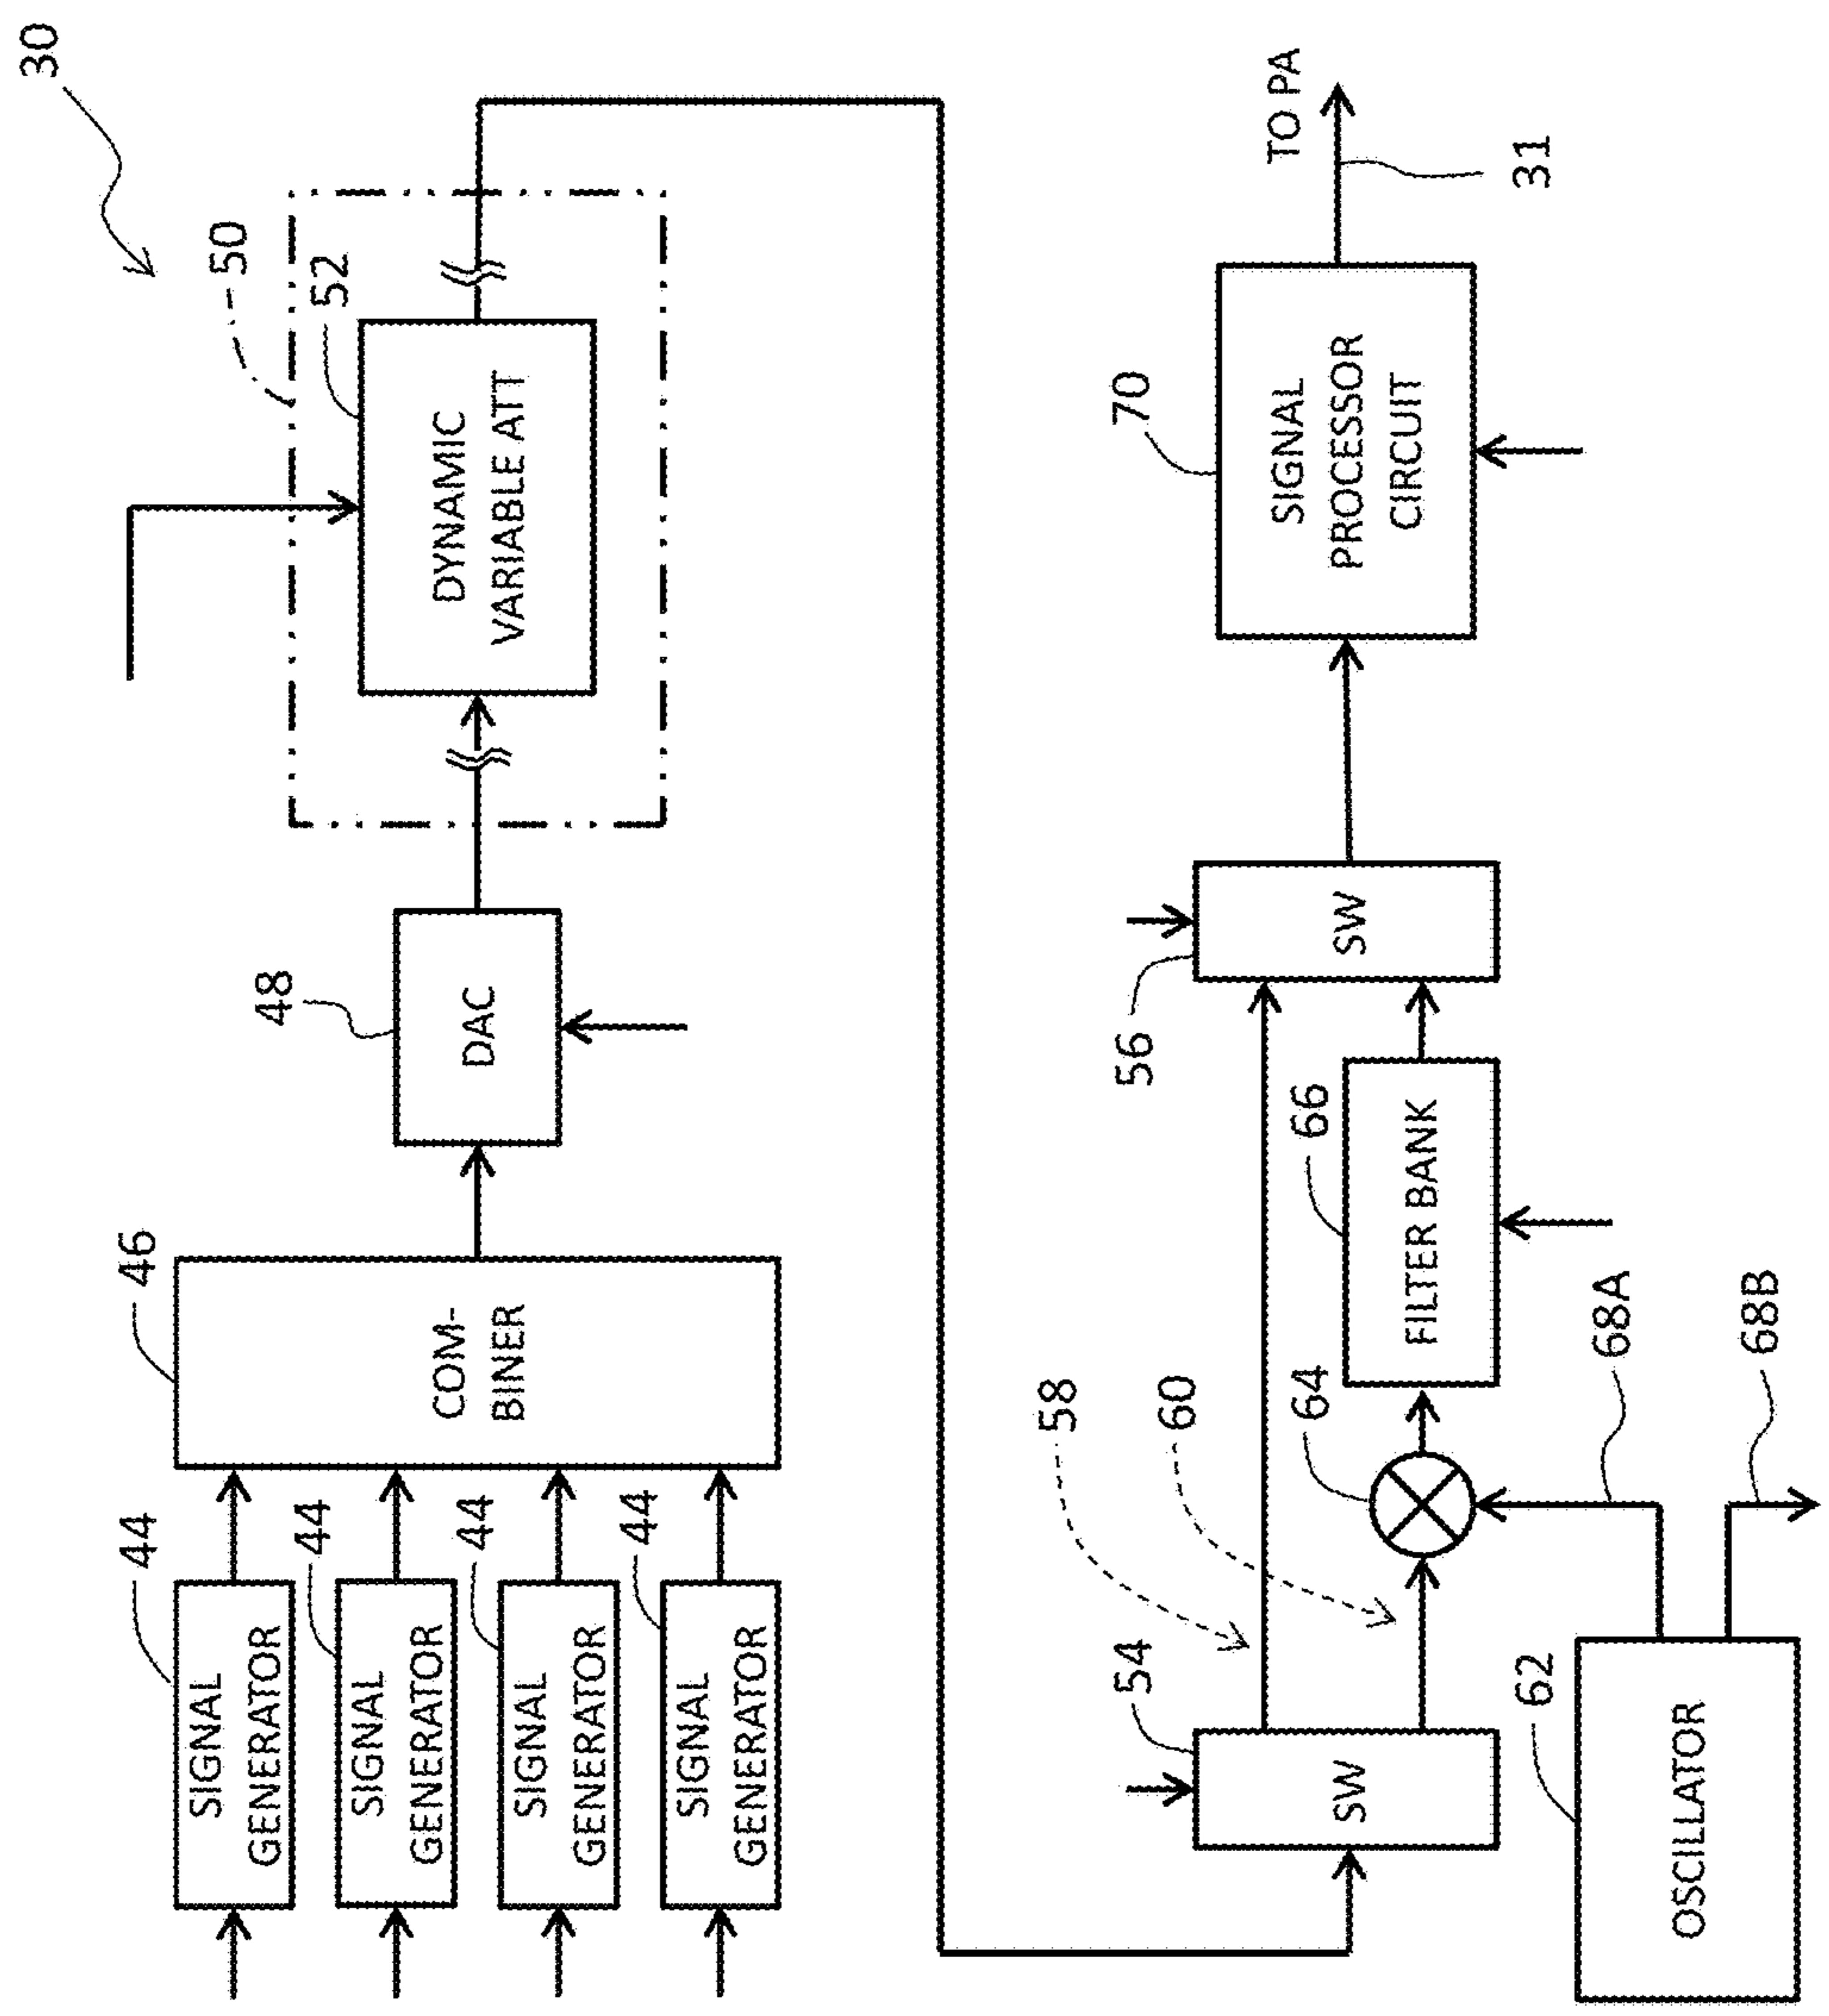 30
50
52
DYNAMIC
VARIABLE ATT
48
DAC
46
COM-
BINER
44
SIGNAL
GENERATOR
44
SIGNAL
GENERATOR
44
SIGNAL
GENERATOR
44
SIGNAL
GENERATOR
54
SW
58
60
64
62
OSCILLATOR
68A
68B
66
FILTER BANK
56
SW
70
SIGNAL
PROCESSOR
CIRCUIT
TO PA
31